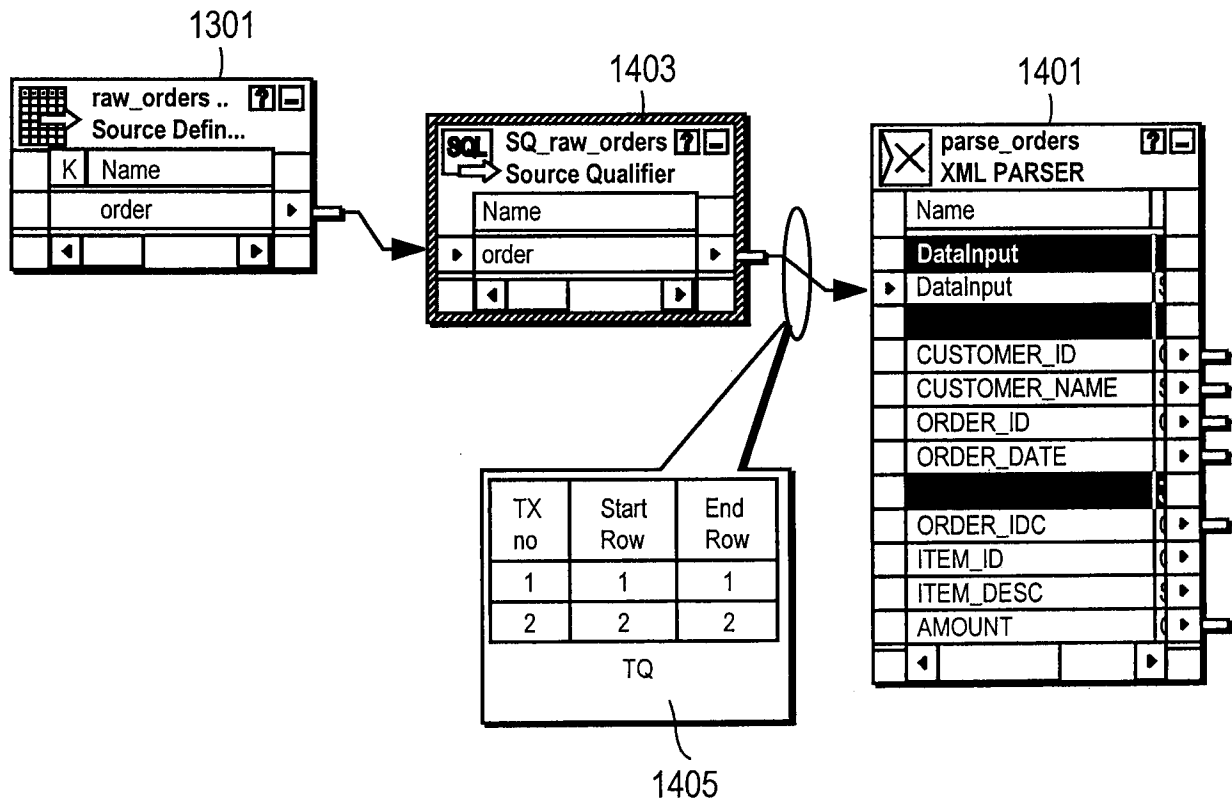 1301
raw_orders .. ? –
Source Defin...
K Name
order
1403
SQL SQ_raw_orders ? –
Source Qualifier
Name
order
1401
parse_orders ? –
XML PARSER
Name
DataInput
DataInput
CUSTOMER_ID
CUSTOMER_NAME
ORDER_ID
ORDER_DATE
ORDER_IDC
ITEM_ID
ITEM_DESC
AMOUNT
TX no Start Row End Row
1 1 1
2 2 2
TQ
1405